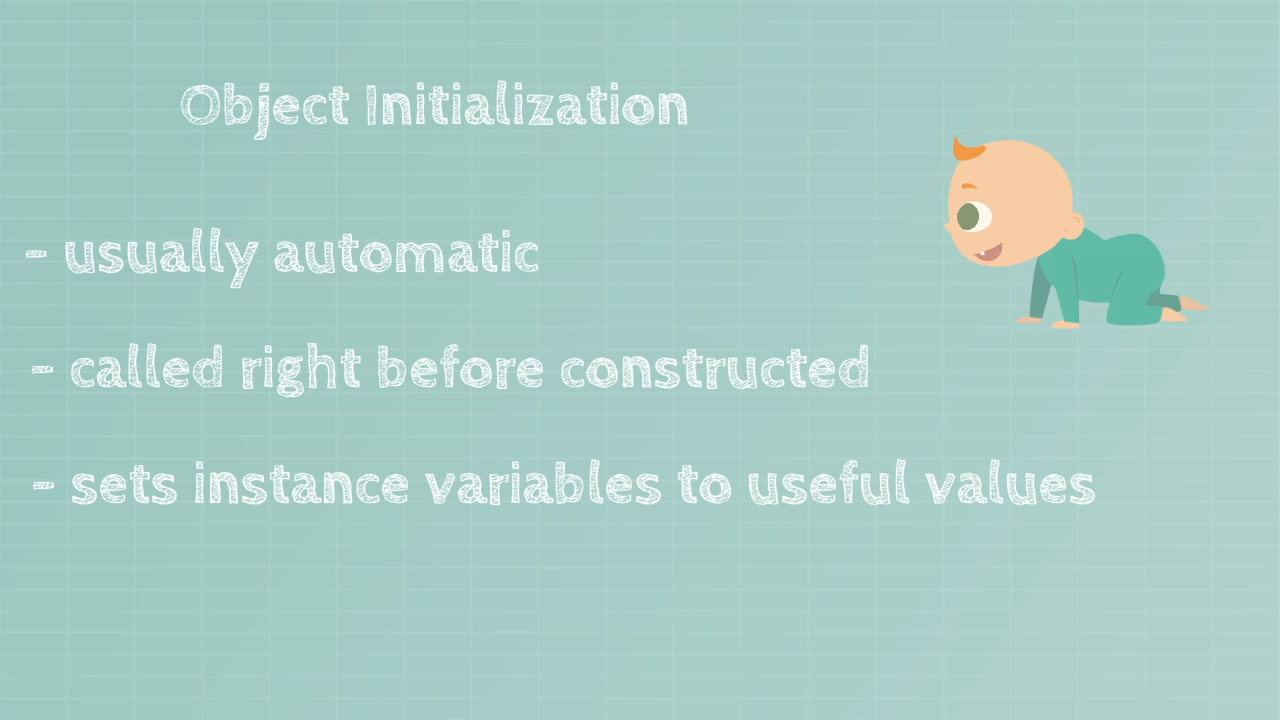 Object Initialization
- usually automatic
- called right before constructed
- sets instance variables to useful values